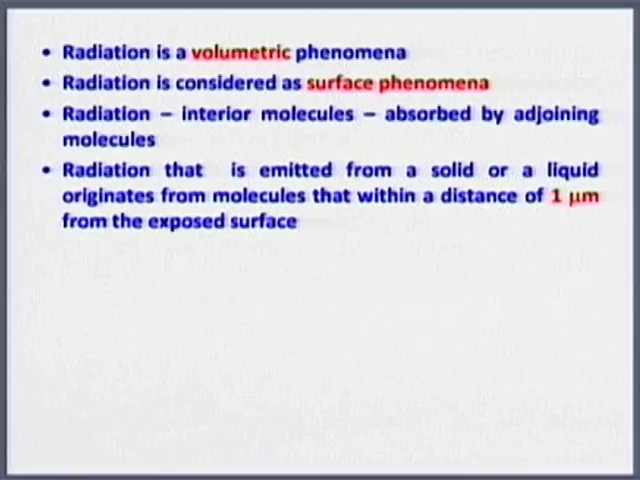 • Radiation is a volumetric phenomena
• Radiation is considered as surface phenomena
• Radiation – interior molecules – absorbed by adjoining
molecules
• Radiation that is emitted from a solid or a liquid
originates from molecules that within a distance of 1 µm
from the exposed surface